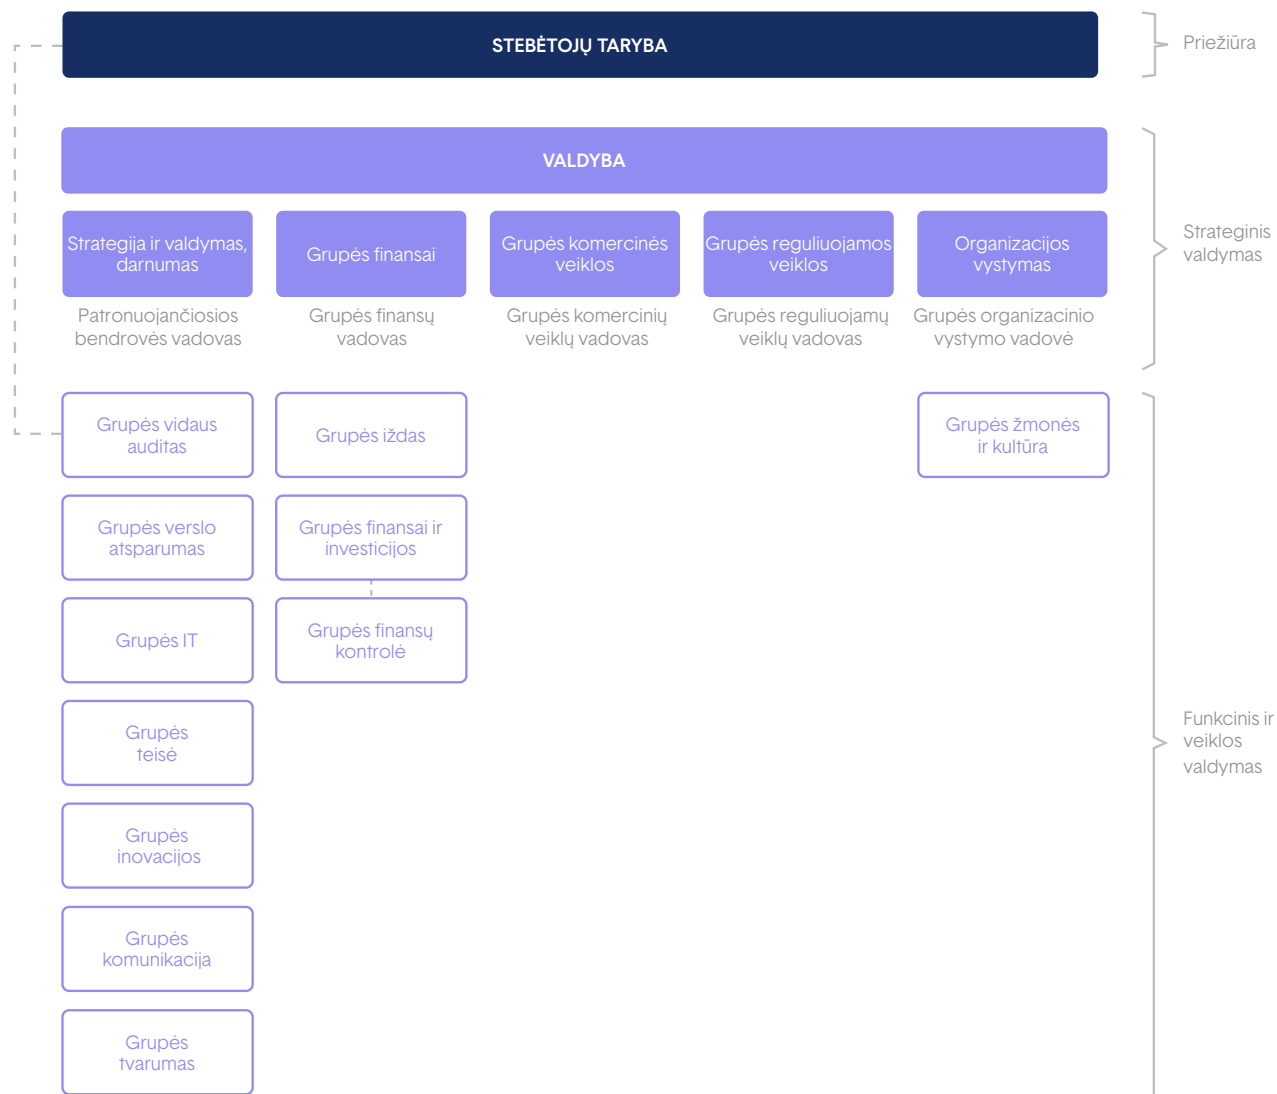 STEBĖTOJŲ TARYBA
Priežiūra
VALDYBA
Strategija ir valdymas,
darnumas
Grupės finansai
Grupės komercinės
veiklos
Grupės reguliuojamos
veiklos
Organizacijos
vystymas
Strateginis
valdymas
Patronuojančiosios
bendrovės vadovas
Grupės finansų
vadovas
Grupės komercinių
veiklų vadovas
Grupės reguliuojamų
veiklų vadovas
Grupės organizacinio
vystymo vadovė
Grupės vidaus
auditas
Grupės iždas
Grupės žmonės
ir kultūra
Grupės verslo
atsparumas
Grupės finansai ir
investicijos
Grupės IT
Grupės finansų
kontrolė
Grupės
teisė
Funkcinis ir
veiklos
valdymas
Grupės
inovacijos
Grupės
komunikacija
Grupės
tvarumas